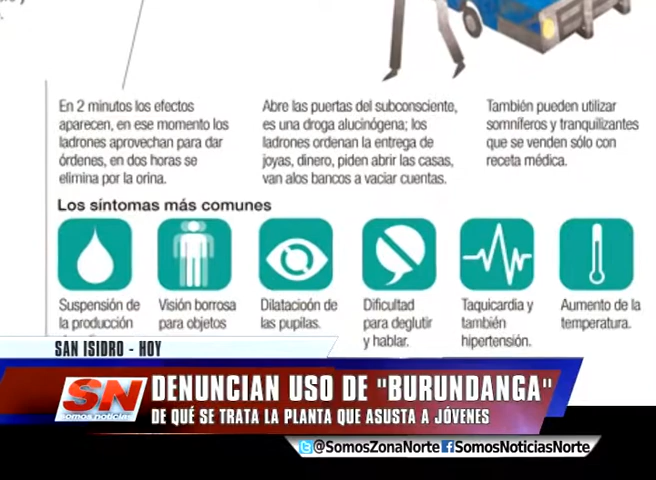 En 2 minutos los efectos
aparecen, en ese momento los
ladrones aprovechan para dar
órdenes, en dos horas se
elimina por la orina.
Abre las puertas del subconsciente,
es una droga alucinógena; los
ladrones ordenan la entrega de
joyas, dinero, piden abrir las casas,
van alos bancos a vaciar cuentas.
También pueden utilizar
somníferos y tranquilizantes
que se venden sólo con
receta médica.
Los síntomas más comunes
Suspensión de
la producción
Visión borrosa
para objetos
Dilatacioón de
las pupilas.
Dificultad
para deglutir
y hablar.
Taquicardia y
también
hipertensión.
Aumento de la
temperatura.
SAN ISIDRO - HOY
SN
somos noticias
DENUNCIAN USO DE "BURUNDANGA"
DE QUÉ SE TRATA LA PLANTA QUE ASUSTA A JÓVENES
@SomosZonaNorte SomosNoticiasNorte